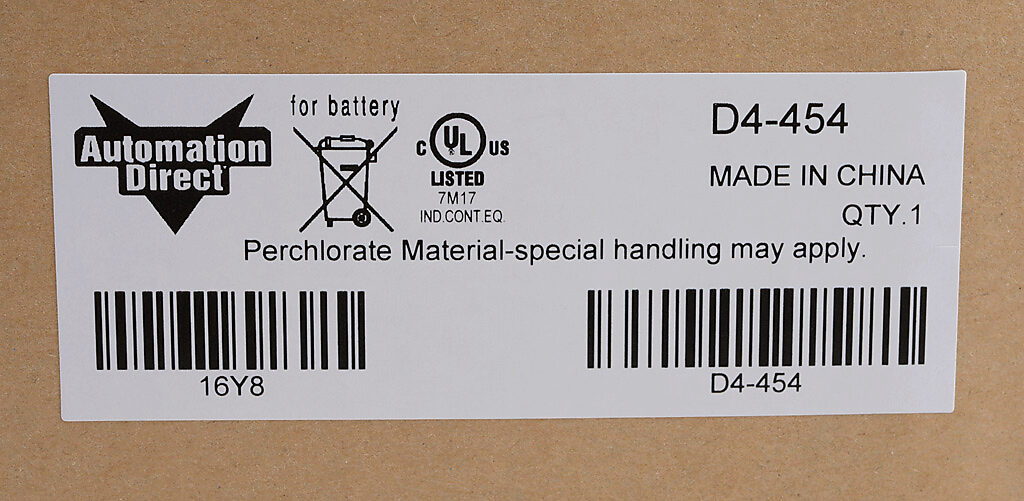 Automation
Direct
for battery
C UL US
LISTED
7M17
IND.CONT.EQ.
D4-454
MADE IN CHINA
QTY.1
Perchlorate Material-special handling may apply.
16Y8
D4-454